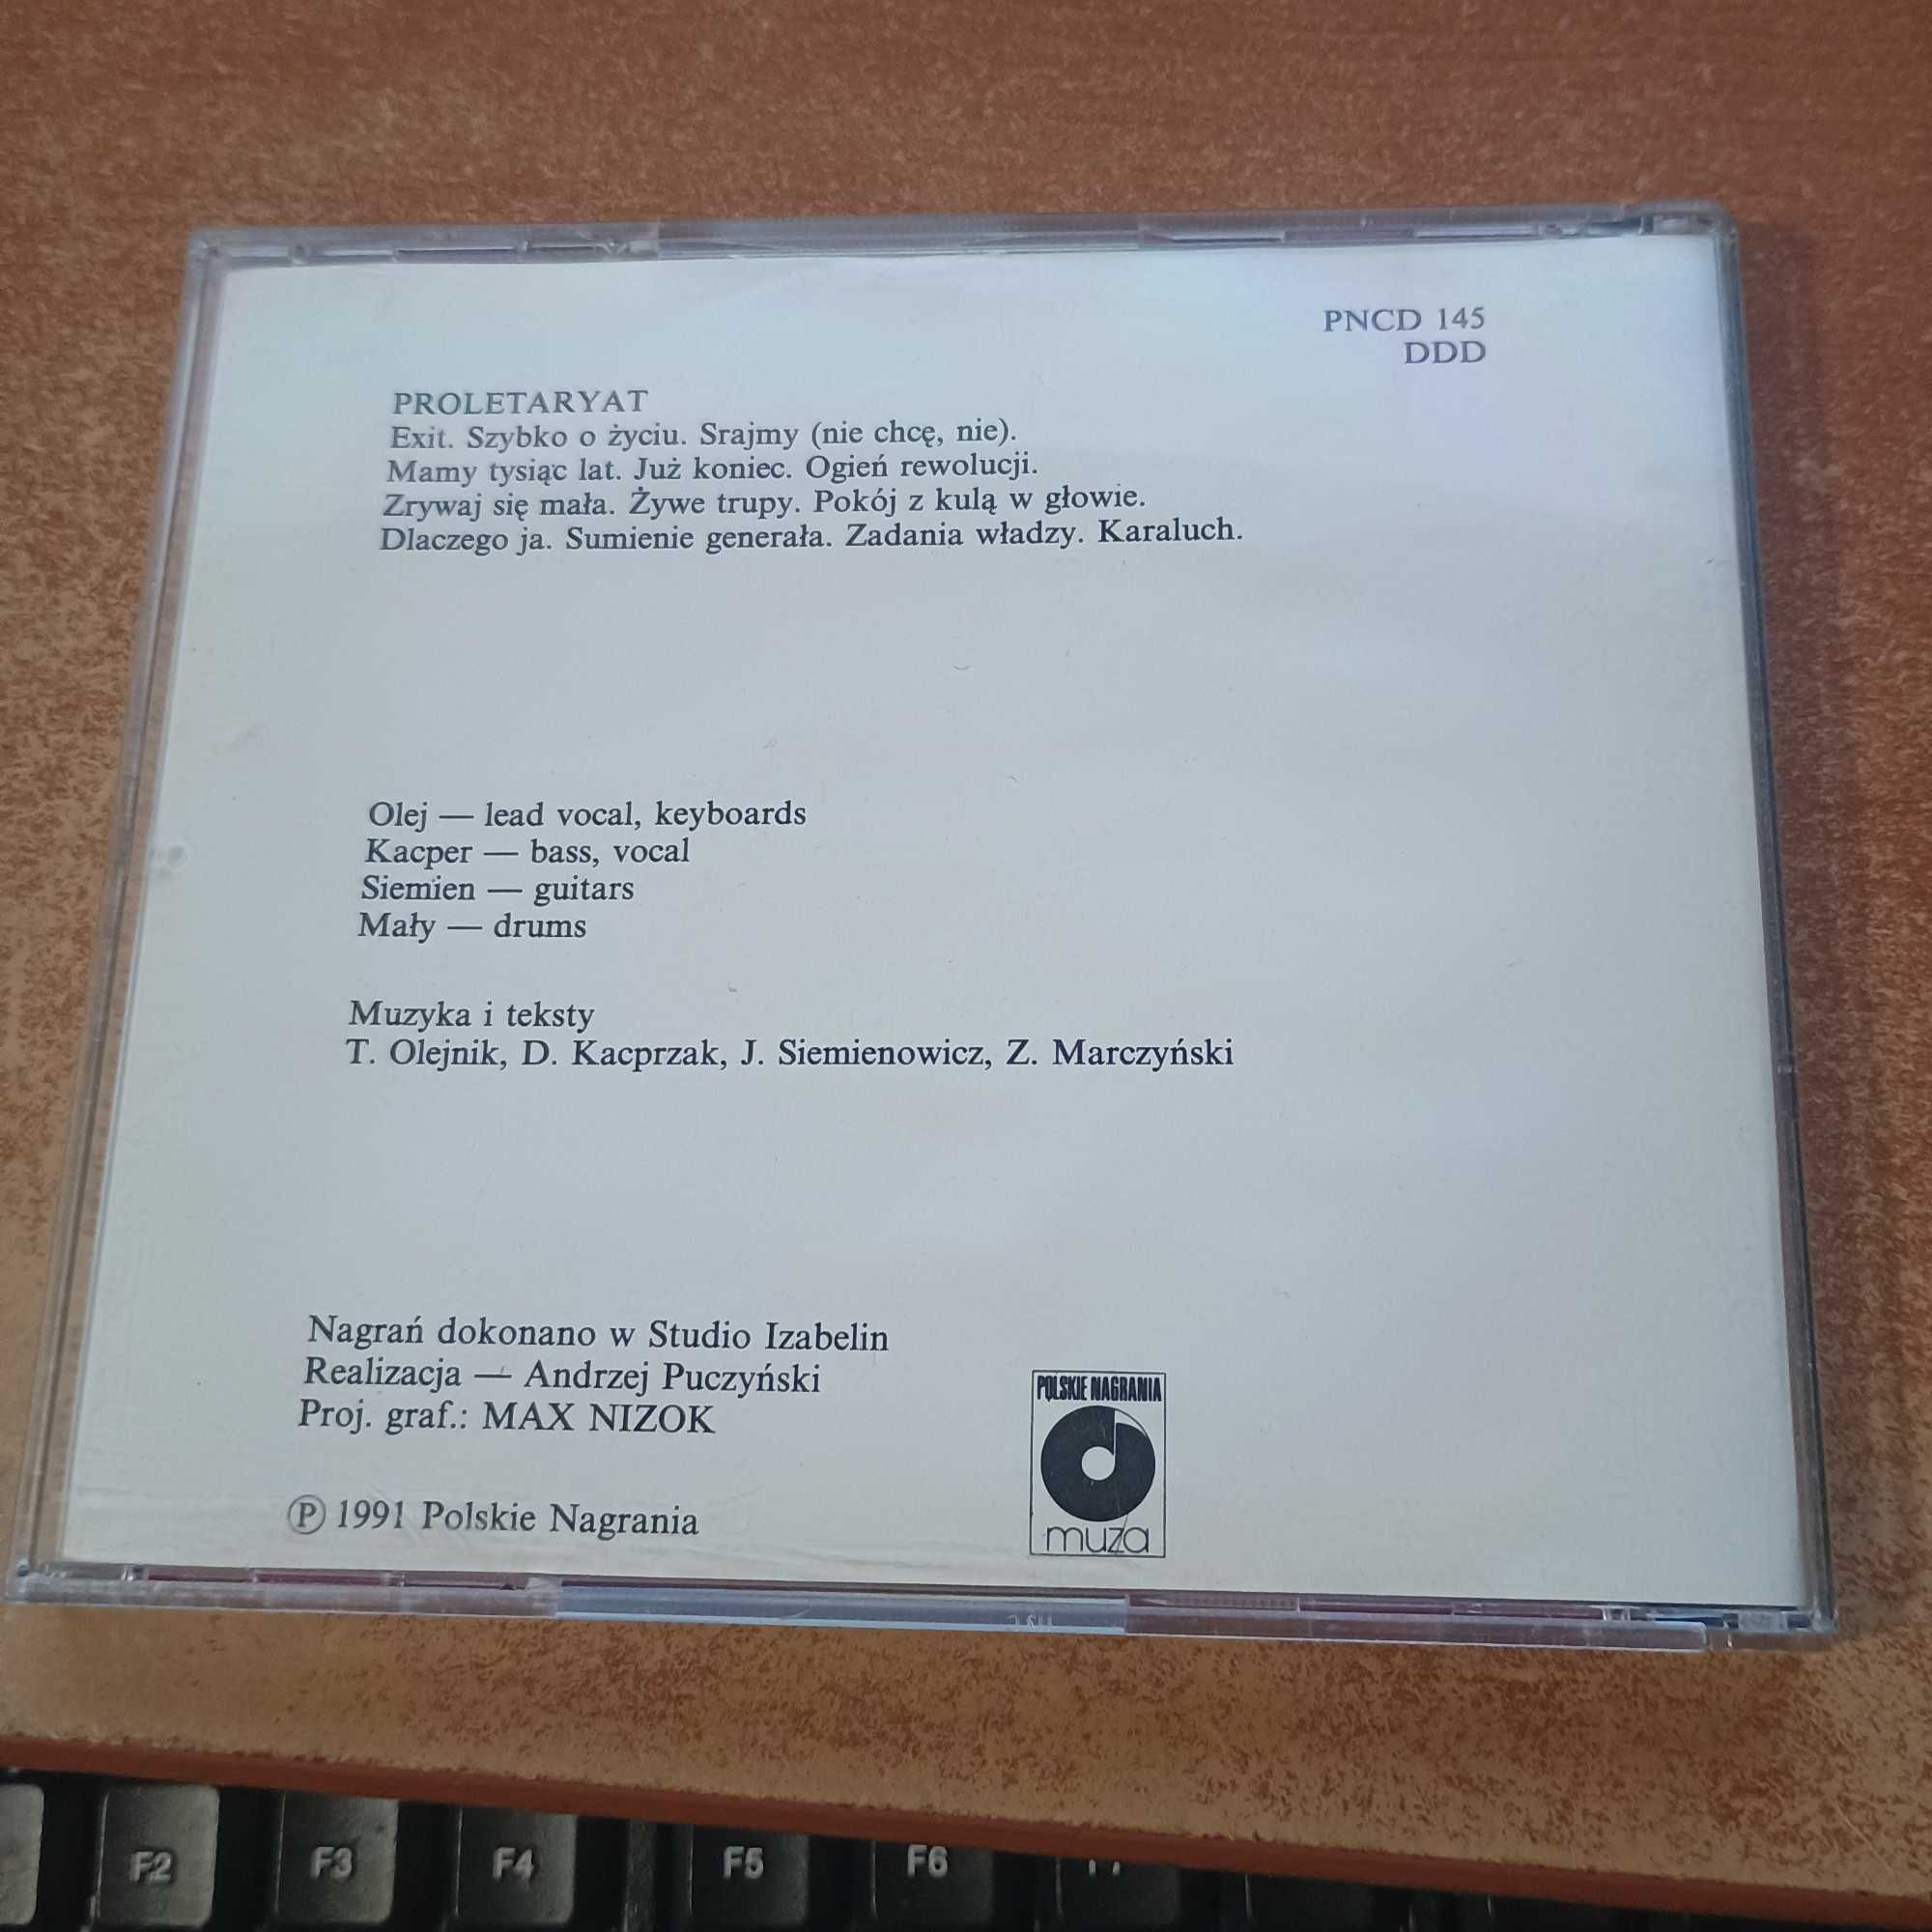 PNCD 145
DDD
PROLETARYAT
Exit. Szybko o życiu. Srajmy (nie chcę, nie).
Mamy tysiąc lat. Już koniec. Ogień rewolucji.
Zrywaj się mała. Żywe trupy. Pokój z kulą w głowie.
Dlaczego ja. Sumienie generała. Zadania władzy. Karaluch.
Olej — lead vocal, keyboards
Kacper — bass, vocal
Siemien — guitars
Mały — drums
Muzyka i teksty
T. Olejnik, D. Kacprzak, J. Siemienowicz, Z. Marczyński
Nagrań dokonano w Studio Izabelin
Realizacja — Andrzej Puczyński
Proj. graf.: MAX NIZOK
Ⓟ 1991 Polskie Nagrania
POLSKIE NAGRANIA
muza
F2 F3 F4 F5 F6